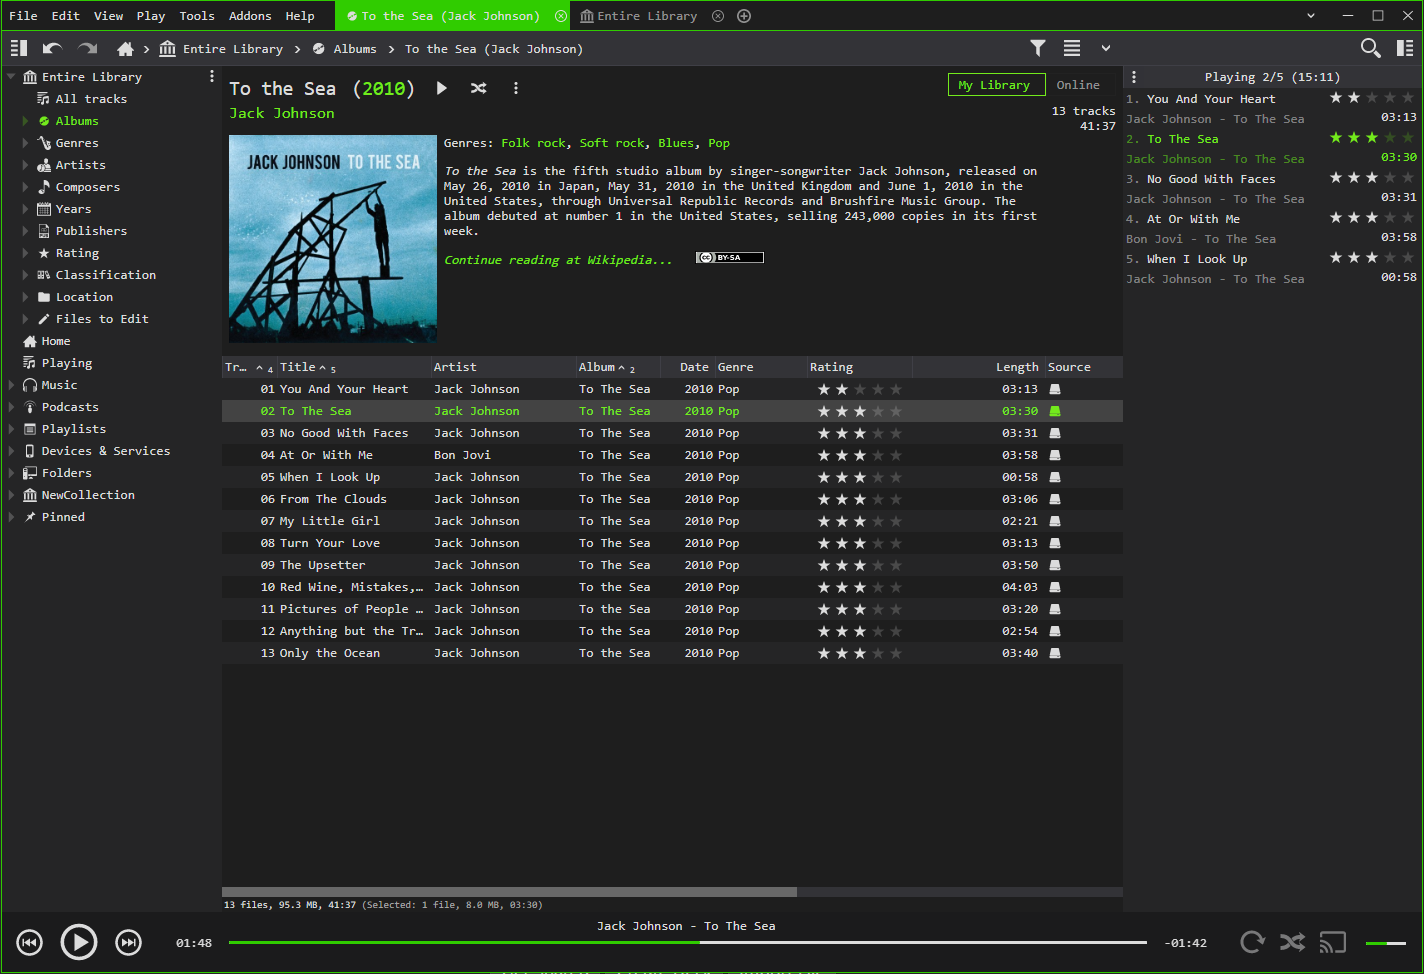 File Edit View Play Tools Addons Help To the Sea (Jack Johnson) Entire Library
Entire Library > Albums > To the Sea (Jack Johnson)
Entire Library
All tracks
Albums
Genres
Artists
Composers
Years
Publishers
Rating
Classification
Location
Files to Edit
Home
Playing
Music
Podcasts
Playlists
Devices & Services
Folders
NewCollection
Pinned
To the Sea (2010)
My Library Online
Jack Johnson
13 tracks
41:37
JACK JOHNSON TO THE SEA
Genres: Folk rock, Soft rock, Blues, Pop
To the Sea is the fifth studio album by singer-songwriter Jack Johnson, released on
May 26, 2010 in Japan, May 31, 2010 in the United Kingdom and June 1, 2010 in the
United States, through Universal Republic Records and Brushfire Music Group. The
album debuted at number 1 in the United States, selling 243,000 copies in its first
week.
Continue reading at Wikipedia... cc BY-SA
Tr... 4 Title 5 Artist Album 2 Date Genre Rating Length Source
01 You And Your Heart Jack Johnson To The Sea 2010 Pop 03:13
02 To The Sea Jack Johnson To The Sea 2010 Pop 03:30
03 No Good With Faces Jack Johnson To The Sea 2010 Pop 03:31
04 At Or With Me Bon Jovi To The Sea 2010 Pop 03:58
05 When I Look Up Jack Johnson To The Sea 2010 Pop 00:58
06 From The Clouds Jack Johnson To The Sea 2010 Pop 03:06
07 My Little Girl Jack Johnson To The Sea 2010 Pop 02:21
08 Turn Your Love Jack Johnson To The Sea 2010 Pop 03:13
09 The Upsetter Jack Johnson To the Sea 2010 Pop 03:50
10 Red Wine, Mistakes,... Jack Johnson To the Sea 2010 Pop 04:03
11 Pictures of People ... Jack Johnson To the Sea 2010 Pop 03:20
12 Anything but the Tr... Jack Johnson To the Sea 2010 Pop 02:54
13 Only the Ocean Jack Johnson To the Sea 2010 Pop 03:40
13 files, 95.3 MB, 41:37 (Selected: 1 file, 8.0 MB, 03:30)
Playing 2/5 (15:11)
1. You And Your Heart
Jack Johnson - To The Sea 03:13
2. To The Sea
Jack Johnson - To The Sea 03:30
3. No Good With Faces
Jack Johnson - To The Sea 03:31
4. At Or With Me
Bon Jovi - To The Sea 03:58
5. When I Look Up
Jack Johnson - To The Sea 00:58
Jack Johnson - To The Sea
01:48 -01:42